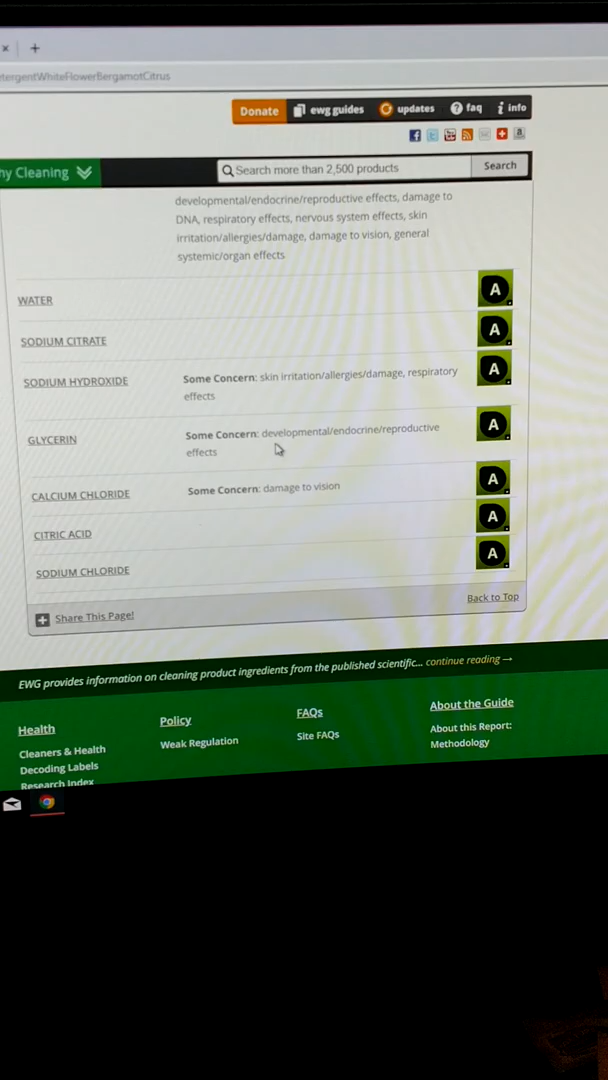 × +
tergentWhiteFlowerBergamotCitrus
Donate ewg guides updates ? faq i info
hy Cleaning Search more than 2,500 products Search
developmental/endocrine/reproductive effects, damage to
DNA, respiratory effects, nervous system effects, skin
irritation/allergies/damage, damage to vision, general
systemic/organ effects
WATER A
SODIUM CITRATE A
SODIUM HYDROXIDE Some Concern: skin irritation/allergies/damage, respiratory A
effects
GLYCERIN Some Concern: developmental/endocrine/reproductive A
effects
CALCIUM CHLORIDE Some Concern: damage to vision A
CITRIC ACID A
SODIUM CHLORIDE A
Share This Page! Back to Top
EWG provides information on cleaning product ingredients from the published scientific... continue reading →
Health Policy FAQs About the Guide
Cleaners & Health Weak Regulation Site FAQs About this Report:
Decoding Labels Methodology
Research Index